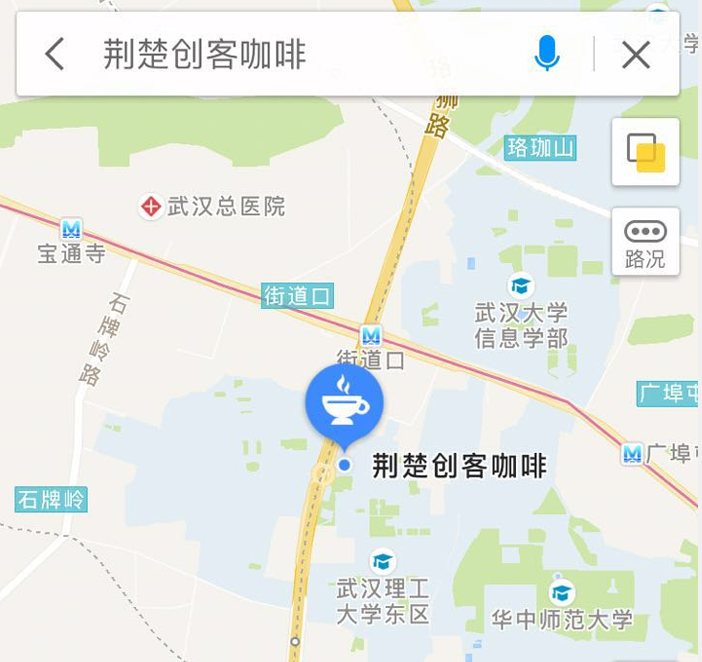 荆楚创客咖啡
大学
狮
路
珞珈山
武汉总医院
路况
宝通寺
街道口
武汉大学
信息学部
石牌岭路
街道口
广埠屯
广埠
荆楚创客咖啡
石牌岭
武汉理工
大学东区
华中师范大学